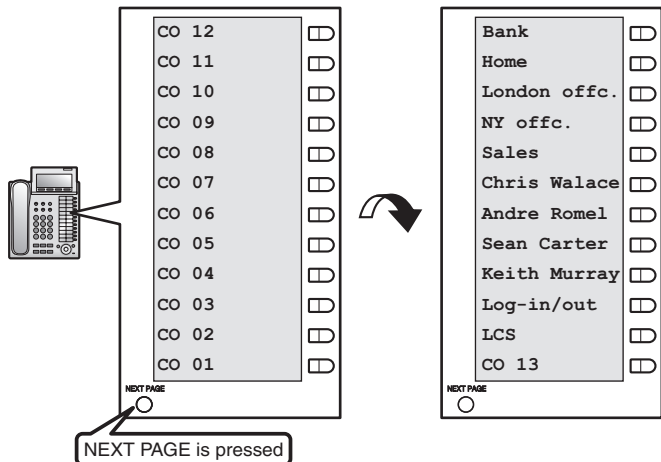 CO 12
CO 11
CO 10
CO 09
CO 08
CO 07
CO 06
CO 05
CO 04
CO 03
CO 02
CO 01
NEXT PAGE
NEXT PAGE is pressed
Bank
Home
London offc.
NY offc.
Sales
Chris Walace
Andre Romel
Sean Carter
Keith Murray
Log-in/out
LCS
CO 13
NEXT PAGE